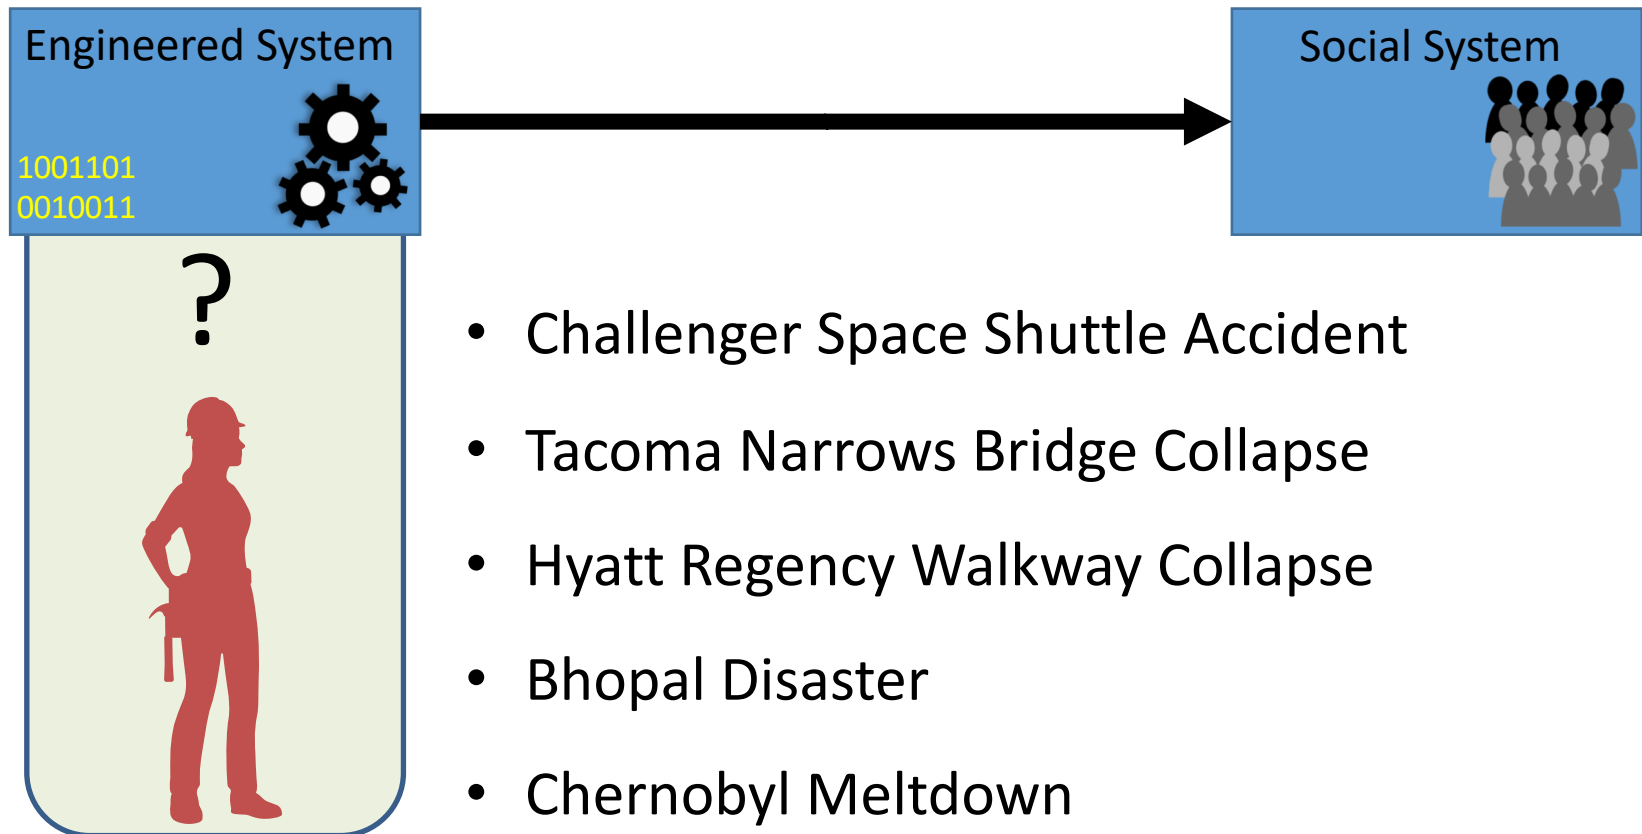 Engineered System
Social System
1001101
0010011
?
• Challenger Space Shuttle Accident
• Tacoma Narrows Bridge Collapse
• Hyatt Regency Walkway Collapse
• Bhopal Disaster
• Chernobyl Meltdown